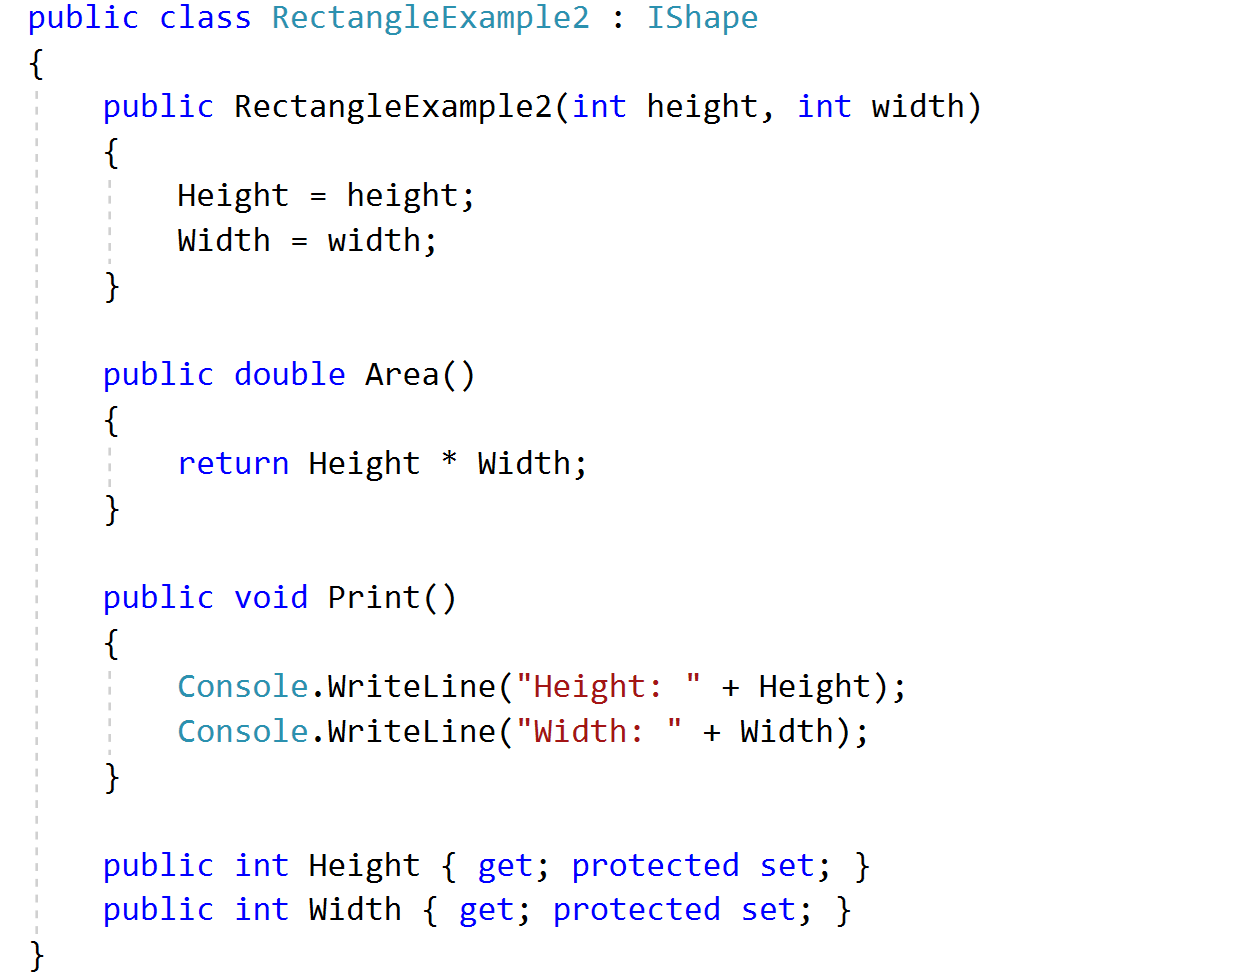 public class RectangleExample2 : IShape
{
    public RectangleExample2(int height, int width)
    {
        Height = height;
        Width = width;
    }

    public double Area()
    {
        return Height * Width;
    }

    public void Print()
    {
        Console.WriteLine("Height: " + Height);
        Console.WriteLine("Width: " + Width);
    }

    public int Height { get; protected set; }
    public int Width { get; protected set; }
}